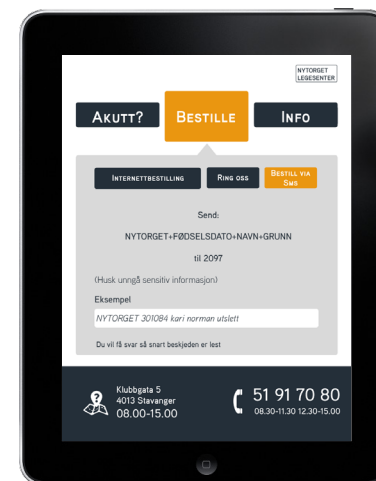 NYTORGET
LEGESENTER
AKUTT?
BESTILLE
INFO
INTERNETTBESTILLING
RING OSS
BESTILL VIA
SMS
Send:
NYTORGET+FØDSELSDATO+NAVN+GRUNN
til 2097
(Husk unngå sensitiv informasjon)
Eksempel
NYTORGET 301084 kari norman utslett
Du vil få svar så snart beskjeden er lest
Klubbgata 5
4013 Stavanger
08.00-15.00
51 91 70 80
08.30-11.30 12.30-15.00